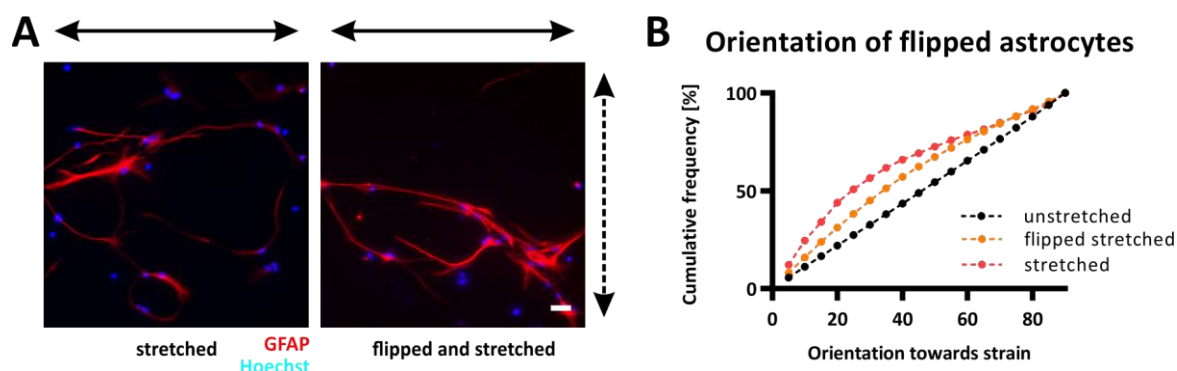 A
stretched
GFAP
Hoechst
flipped and stretched
B
Orientation of flipped astrocytes
Cumulative frequency [%]
100
50
0
0
20
40
60
80
Orientation towards strain
unstretched
flipped stretched
stretched